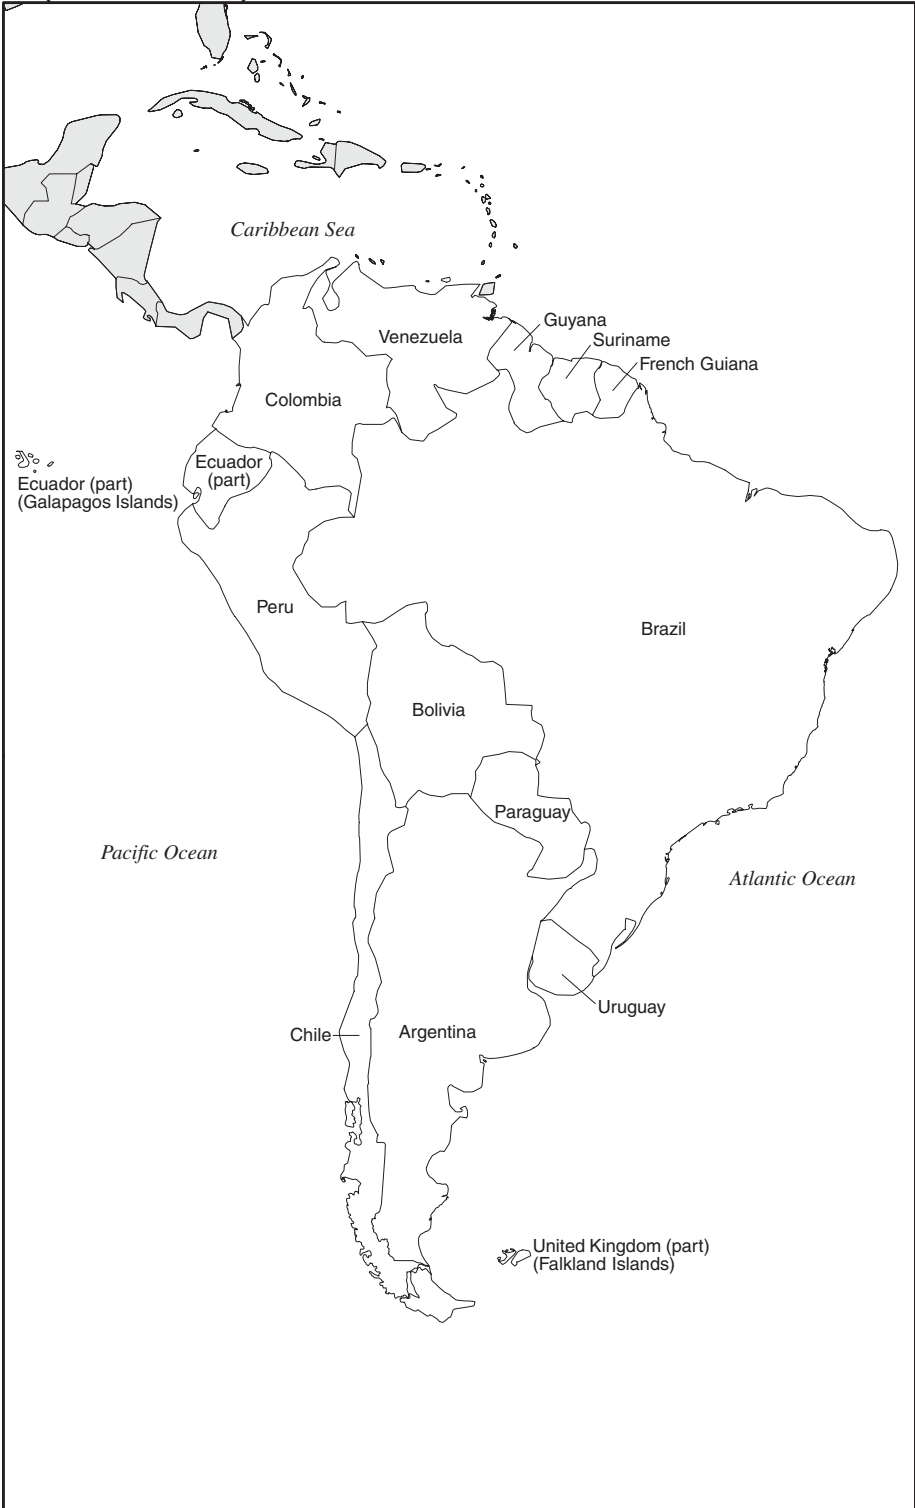 Caribbean Sea
Guyana
Venezuela
Suriname
French Guiana
Colombia
Ecuador
(part)
Ecuador (part)
(Galapagos Islands)
Peru
Brazil
Bolivia
Paraguay
Pacific Ocean
Atlantic Ocean
Uruguay
Chile
Argentina
United Kingdom (part)
(Falkland Islands)